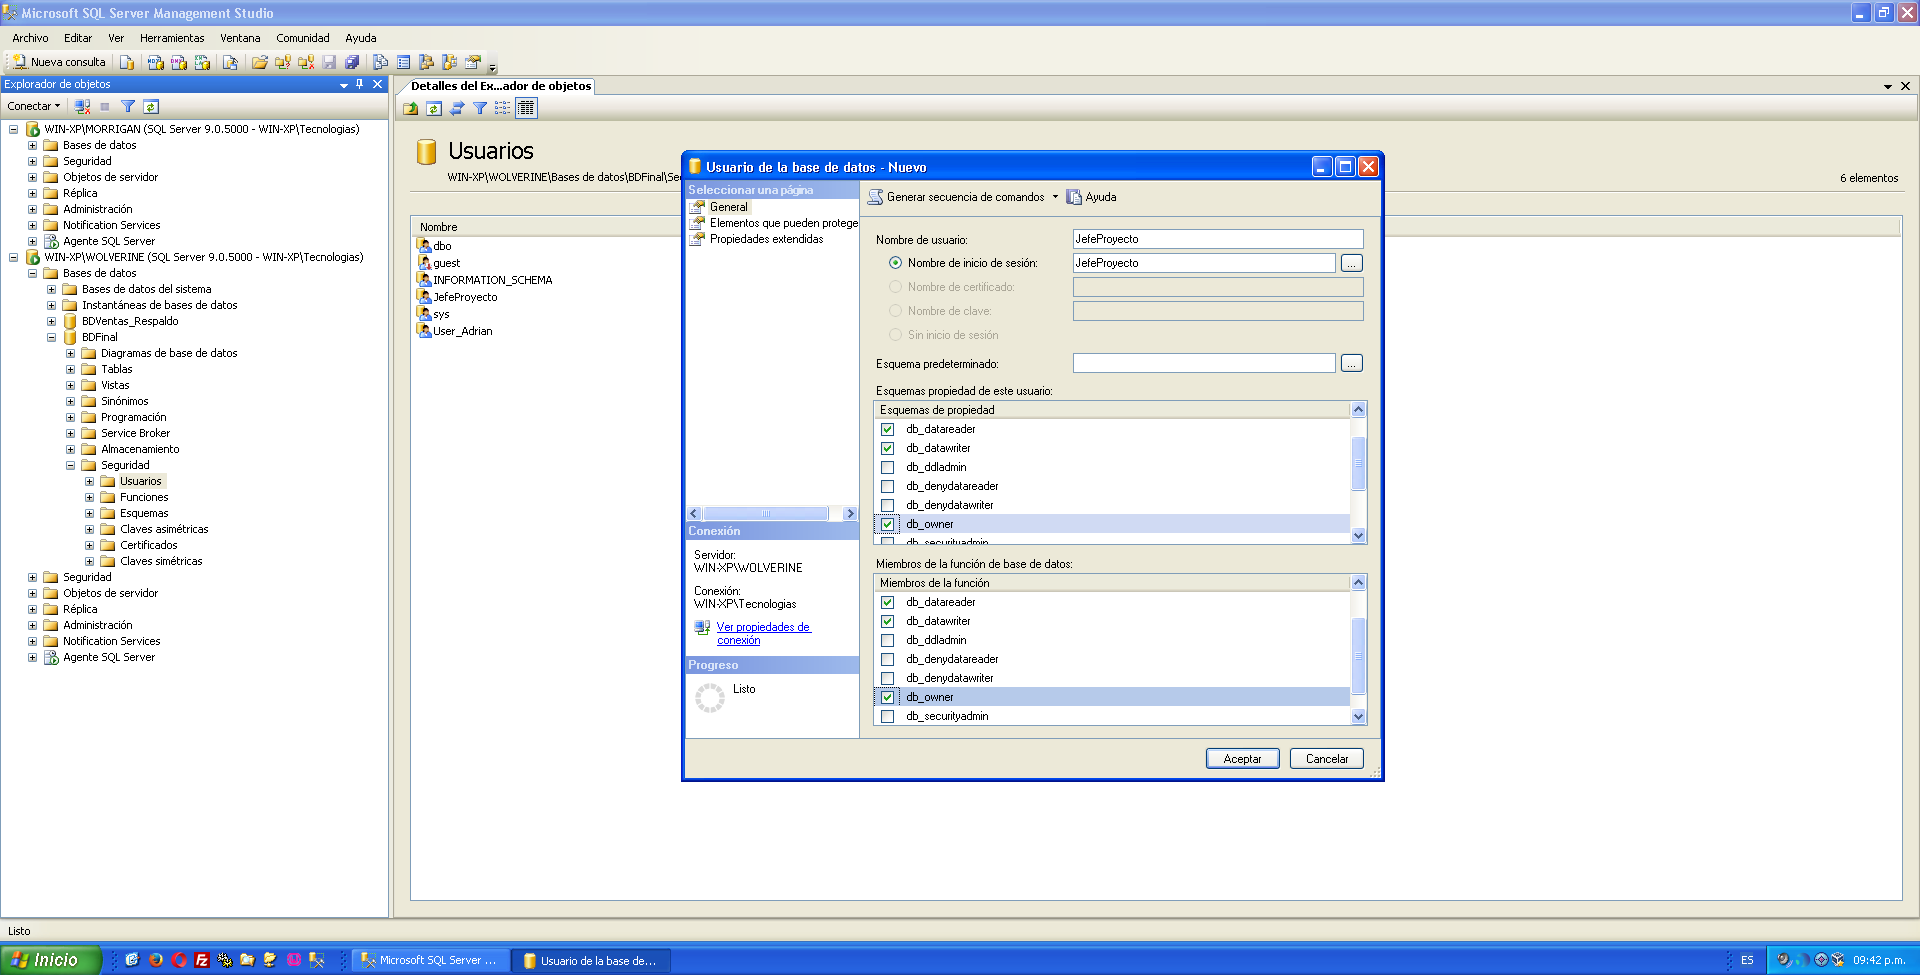 Microsoft SQL Server Management Studio
Archivo Editar Ver Herramientas Ventana Comunidad Ayuda
Nueva consulta
Explorador de objetos
Conectar
WIN-XP\MORRIGAN (SQL Server 9.0.5000 - WIN-XP\Tecnologias)
Bases de datos
Seguridad
Objetos de servidor
Réplica
Administración
Notification Services
Agente SQL Server
WIN-XP\WOLVERINE (SQL Server 9.0.5000 - WIN-XP\Tecnologias)
Bases de datos
Bases de datos del sistema
Instantáneas de bases de datos
BDVentas_Respaldo
BDFinal
Diagramas de base de datos
Tablas
Vistas
Sinónimos
Programación
Service Broker
Almacenamiento
Seguridad
Usuarios
Funciones
Esquemas
Claves asimétricas
Certificados
Claves simétricas
Seguridad
Objetos de servidor
Réplica
Administración
Notification Services
Agente SQL Server
Detalles del Ex...ador de objetos
Usuarios
WIN-XP\WOLVERINE\Bases de datos\BDFinal\Se
6 elementos
Nombre
dbo
guest
INFORMATION_SCHEMA
JefeProyecto
sys
User_Adrian
Usuario de la base de datos - Nuevo
Seleccionar una página
General
Elementos que pueden protege
Propiedades extendidas
Conexión
Servidor:
WIN-XP\WOLVERINE
Conexión:
WIN-XP\Tecnologias
Ver propiedades de
conexión
Progreso
Listo
Generar secuencia de comandos Ayuda
Nombre de usuario: JefeProyecto
Nombre de inicio de sesión: JefeProyecto ...
Nombre de certificado:
Nombre de clave:
Sin inicio de sesión
Esquema predeterminado: ...
Esquemas propiedad de este usuario:
Esquemas de propiedad
db_datareader
db_datawriter
db_ddladmin
db_denydatareader
db_denydatawriter
db_owner
db_securityadmin
Miembros de la función de base de datos:
Miembros de la función
db_datareader
db_datawriter
db_ddladmin
db_denydatareader
db_denydatawriter
db_owner
db_securityadmin
Aceptar Cancelar
Listo
Inicio
Microsoft SQL Server ...
Usuario de la base de...
ES
09:42 p.m.